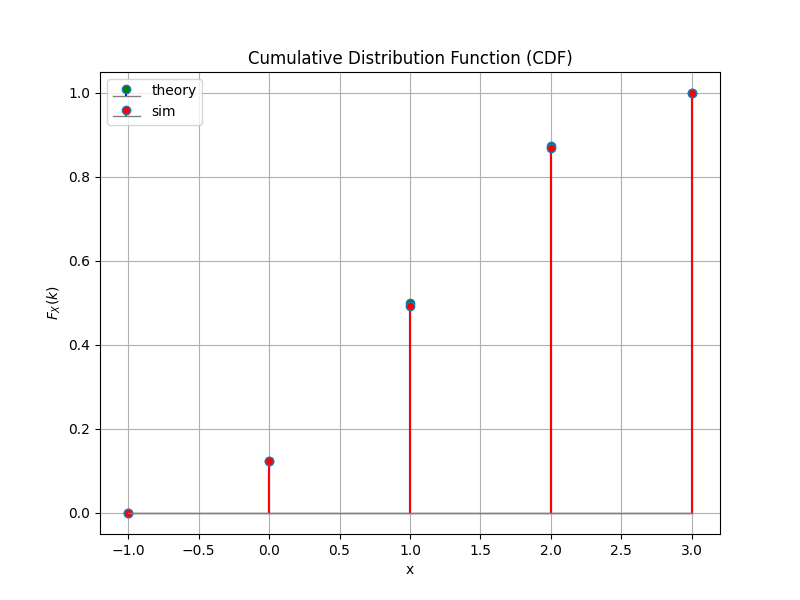 Cumulative Distribution Function (CDF)
theory
sim
1.0
0.8
0.6
0.4
0.2
0.0
F_X(k)
−1.0 −0.5 0.0 0.5 1.0 1.5 2.0 2.5 3.0
x